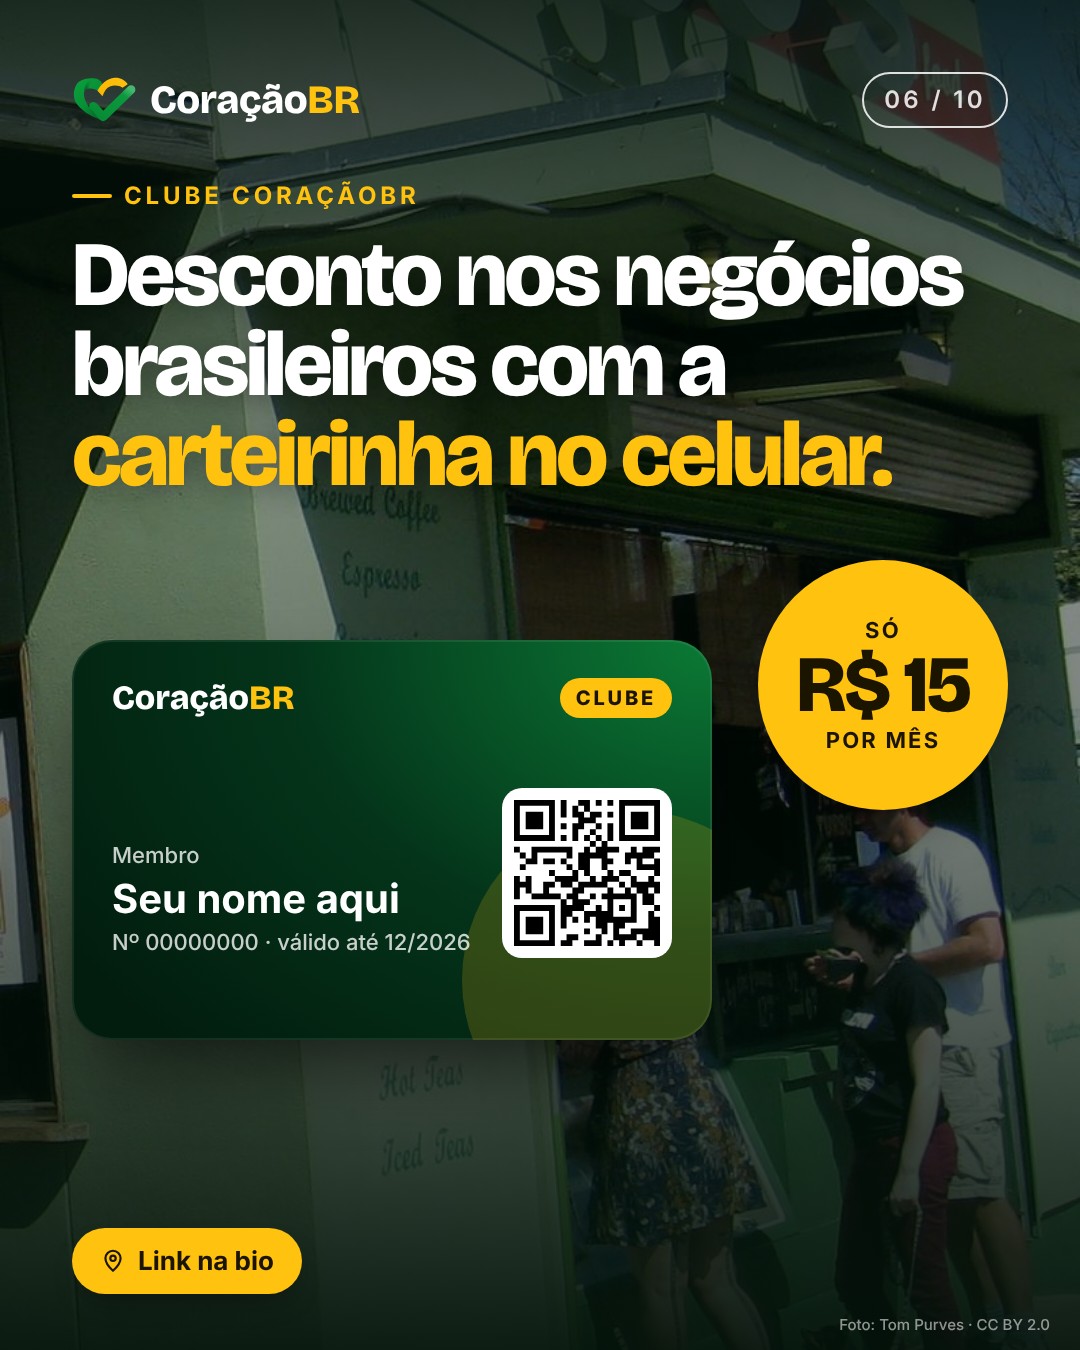 CoraçãoBR
06 / 10
CLUBE CORAÇÃOBR
Desconto nos negócios
brasileiros com a
carteirinha no celular.
Brewed Coffee
Espresso
SÓ
R$ 15
POR MÊS
CoraçãoBR
CLUBE
Membro
Seu nome aqui
Nº 00000000 · válido até 12/2026
Hot Teas
Iced Teas
Link na bio
Foto: Tom Purves · CC BY 2.0